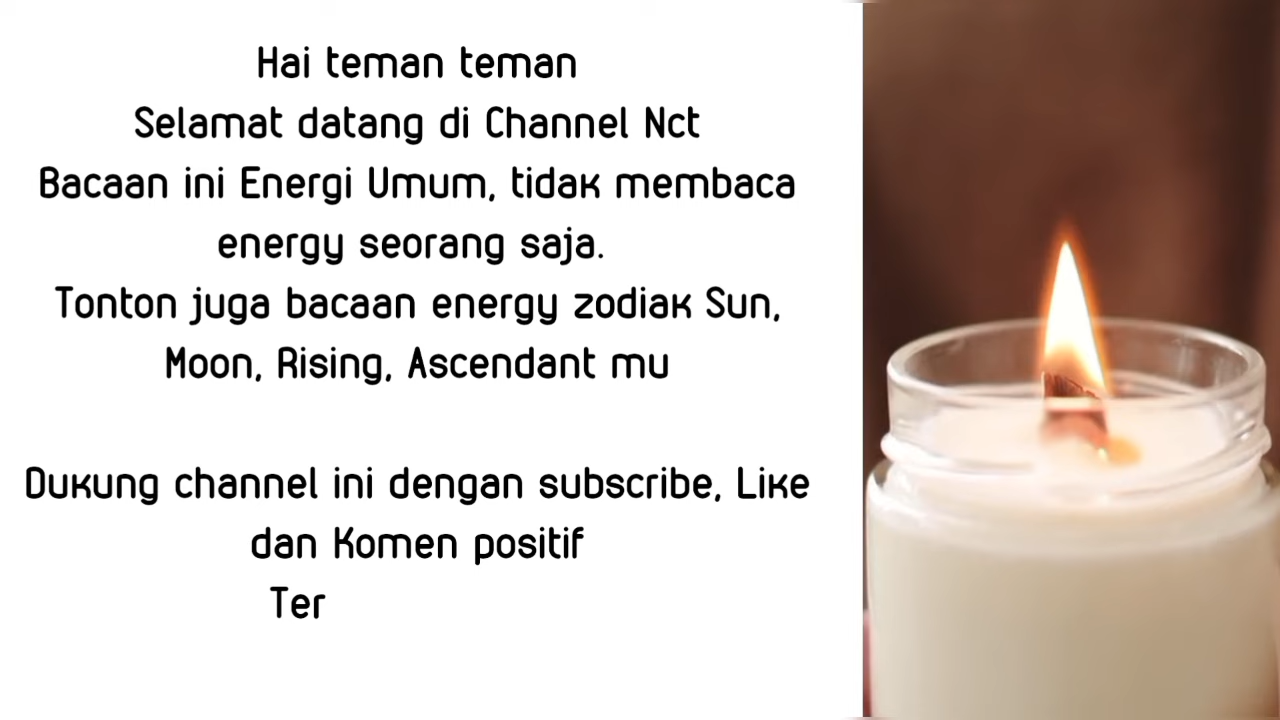 Hai teman teman
Selamat datang di Channel Nct
Bacaan ini Energi Umum, tidak membaca
energy seorang saja.
Tonton juga bacaan energy zodiak Sun,
Moon, Rising, Ascendant mu
Dukung channel ini dengan subscribe, Like
dan Komen positif
Ter